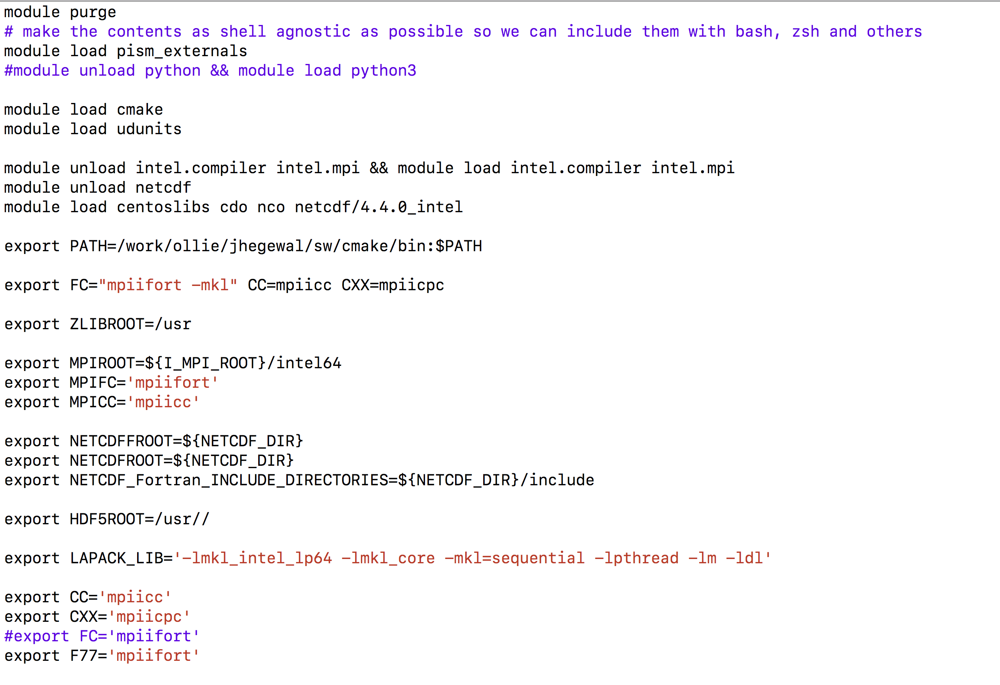 module purge
# make the contents as shell agnostic as possible so we can include them with bash, zsh and others
module load pism_externals
#module unload python && module load python3
module load cmake
module load udunits
module unload intel.compiler intel.mpi && module load intel.compiler intel.mpi
module unload netcdf
module load centoslibs cdo nco netcdf/4.4.0_intel
export PATH=/work/ollie/jhegewal/sw/cmake/bin:$PATH
export FC="mpiifort -mkl" CC=mpiicc CXX=mpiicpc
export ZLIBROOT=/usr
export MPIROOT=${I_MPI_ROOT}/intel64
export MPIFC='mpiifort'
export MPICC='mpiicc'
export NETCDFFROOT=${NETCDF_DIR}
export NETCDFROOT=${NETCDF_DIR}
export NETCDF_Fortran_INCLUDE_DIRECTORIES=${NETCDF_DIR}/include
export HDF5ROOT=/usr//
export LAPACK_LIB='-lmkl_intel_lp64 -lmkl_core -mkl=sequential -lpthread -lm -ldl'
export CC='mpiicc'
export CXX='mpiicpc'
#export FC='mpiifort'
export F77='mpiifort'